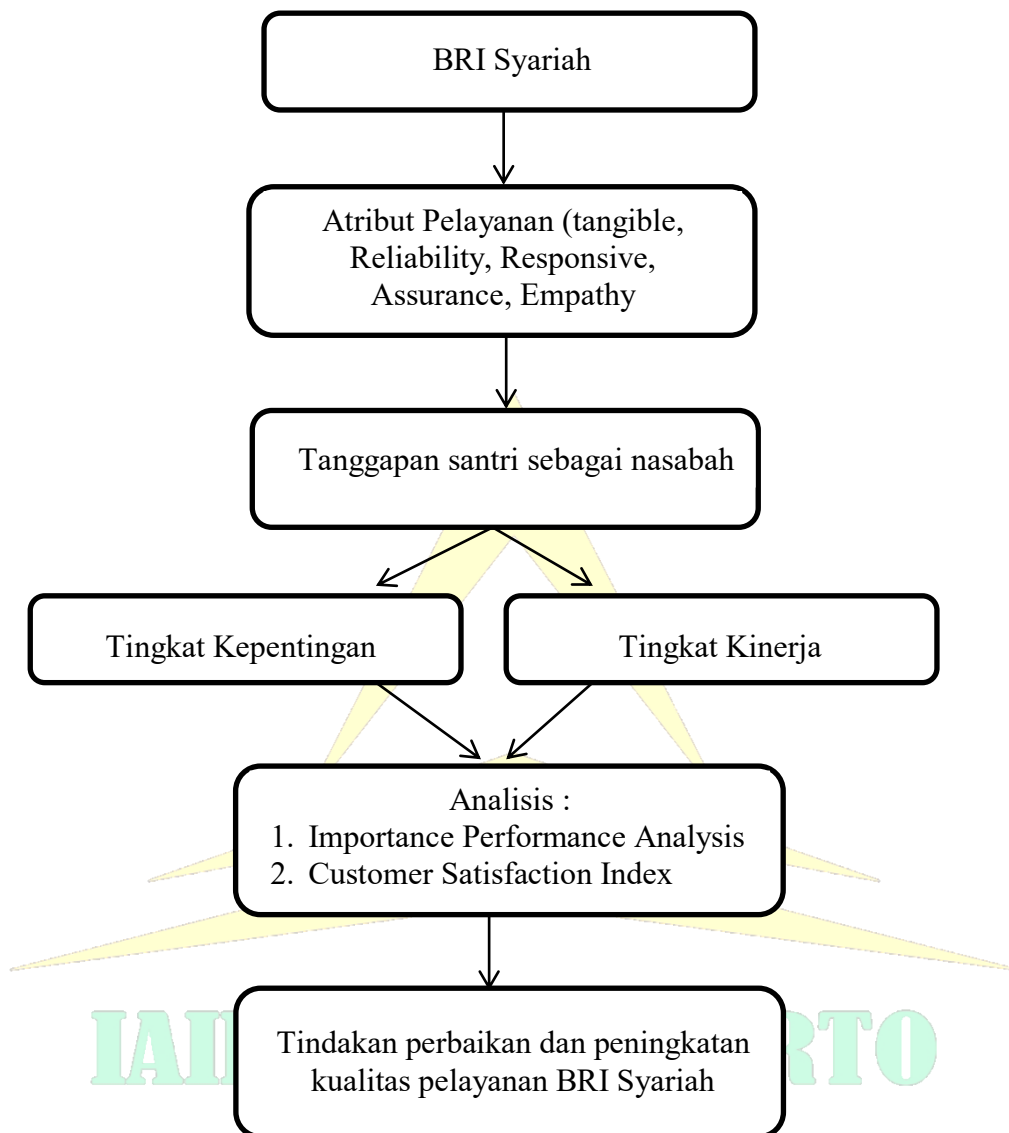 BRI Syariah
Atribut Pelayanan (tangible,
Reliability, Responsive,
Assurance, Empathy
Tanggapan santri sebagai nasabah
Tingkat Kepentingan
Tingkat Kinerja
Analisis :
1. Importance Performance Analysis
2. Customer Satisfaction Index
Tindakan perbaikan dan peningkatan
kualitas pelayanan BRI Syariah